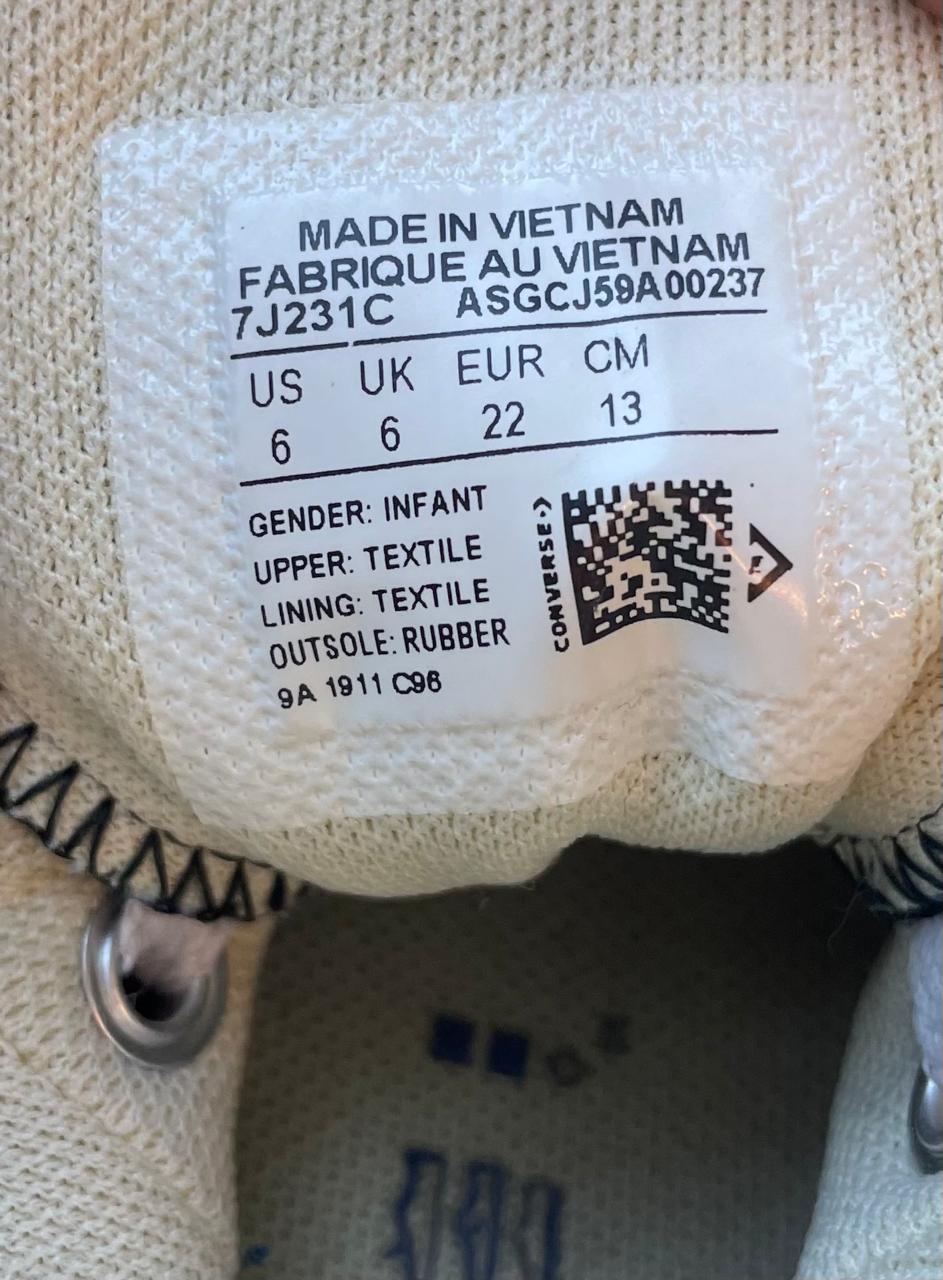 MADE IN VIETNAM
FABRIQUE AU VIETNAM
7J231C ASGCJ59A00237
US UK EUR CM
6 6 22 13
GENDER: INFANT
UPPER: TEXTILE
LINING: TEXTILE
OUTSOLE: RUBBER
9A 1911 C96
CONVERSE